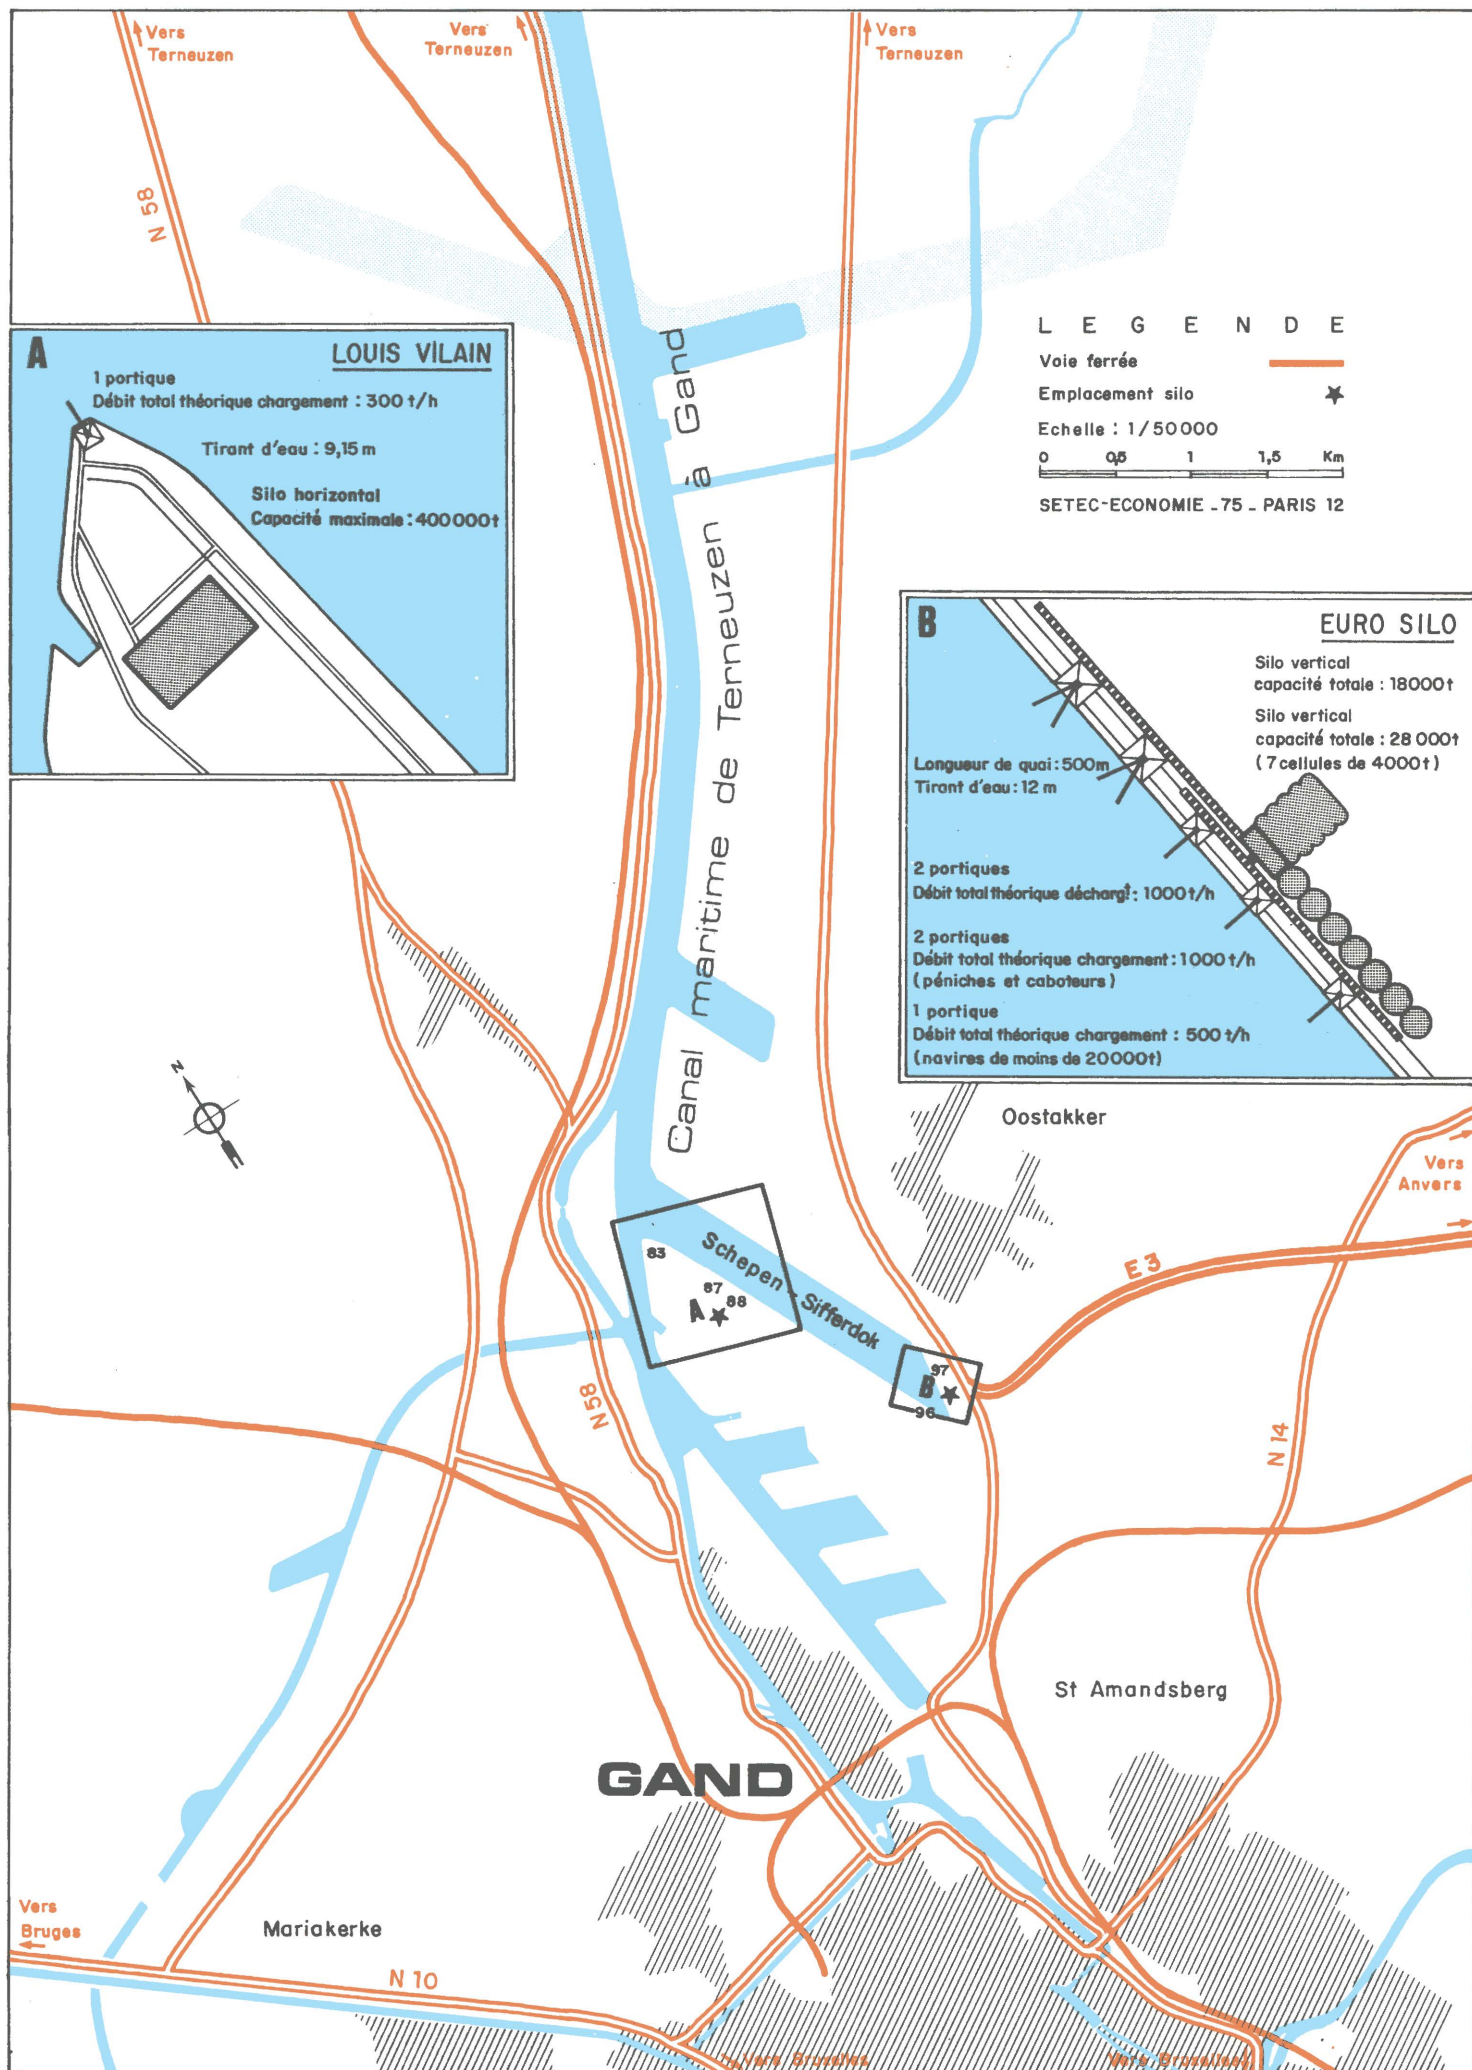 Vers
Terneuzen
Vers
Terneuzen
Vers
Terneuzen
N 58
A
LOUIS VILAIN
1 portique
Débit total théorique chargement : 300 t/h
Tirant d'eau : 9,15 m
Silo horizontal
Capacité maximale : 400 000t
L E G E N D E
Voie ferrée
Emplacement silo
Echelle : 1/50000
0 0,5 1 1,5 Km
SETEC-ECONOMIE _ 75 _ PARIS 12
Canal maritime de Terneuzen à Gand
B
EURO SILO
Silo vertical
capacité totale : 18000t
Silo vertical
capacité totale : 28 000t
( 7 cellules de 4000t )
Longueur de quai : 500m
Tirant d'eau : 12 m
2 portiques
Débit total théorique décharg.t : 1000t/h
2 portiques
Débit total théorique chargement : 1000 t/h
( péniches et caboteurs )
1 portique
Débit total théorique chargement : 500 t/h
(navires de moins de 20000t)
N
Oostakker
Vers
Anvers
E 3
83
87
88
A
Schepen - Sifferdok
97
B
96
N58
N 14
St Amandsberg
GAND
Vers
Bruges
Mariakerke
N 10
Vers Bruxelles
Vers Bruxelles